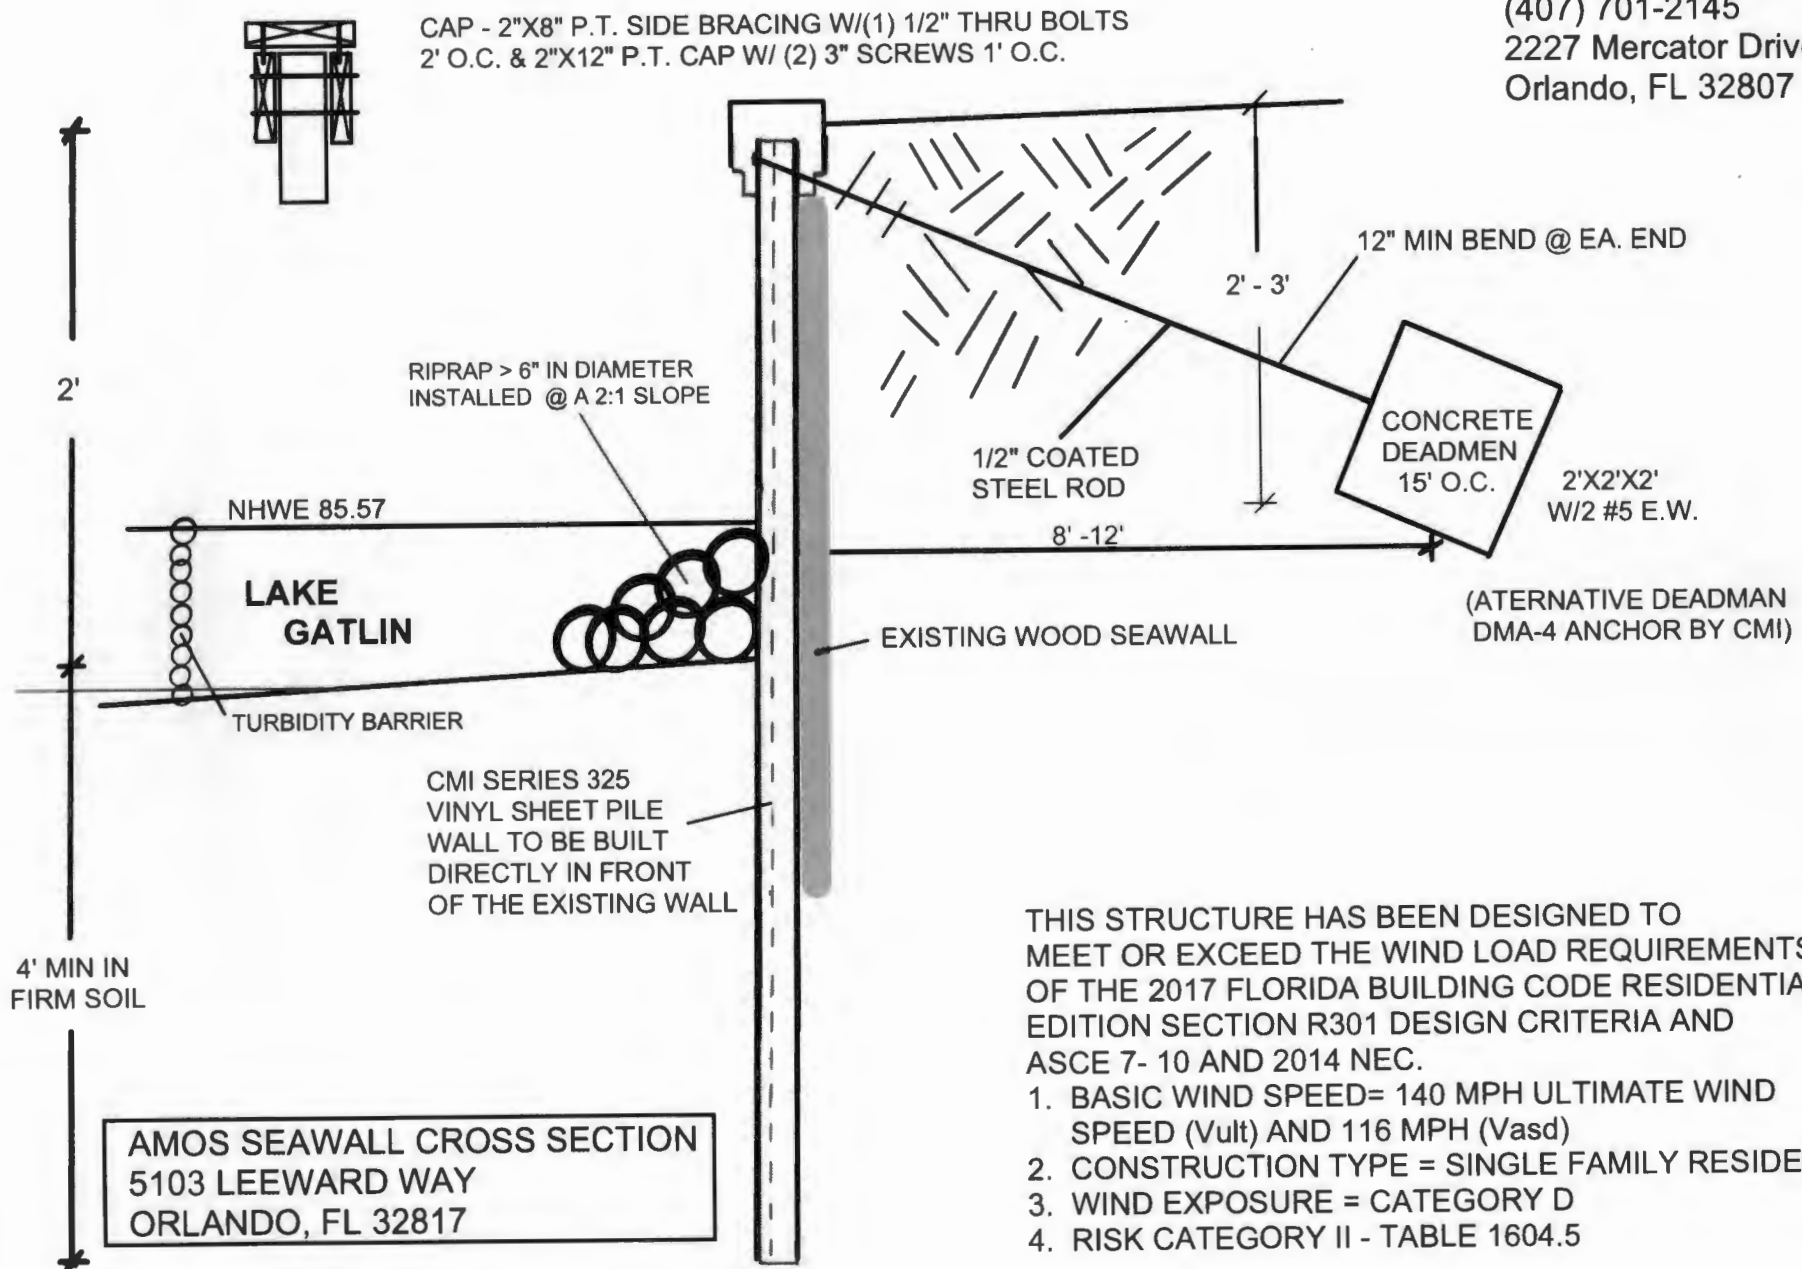 CAP - 2"X8" P.T. SIDE BRACING W/(1) 1/2" THRU BOLTS
2' O.C. & 2"X12" P.T. CAP W/ (2) 3" SCREWS 1' O.C.
(407) 701-2145
2227 Mercator Drive
Orlando, FL 32807
12" MIN BEND @ EA. END
2' - 3'
2'
RIPRAP > 6" IN DIAMETER
INSTALLED @ A 2:1 SLOPE
CONCRETE
DEADMEN
15' O.C.
1/2" COATED
STEEL ROD
2'X2'X2'
W/2 #5 E.W.
NHWE 85.57
8' -12'
LAKE
GATLIN
(ATERNATIVE DEADMAN
DMA-4 ANCHOR BY CMI)
EXISTING WOOD SEAWALL
TURBIDITY BARRIER
CMI SERIES 325
VINYL SHEET PILE
WALL TO BE BUILT
DIRECTLY IN FRONT
OF THE EXISTING WALL
4' MIN IN
FIRM SOIL
THIS STRUCTURE HAS BEEN DESIGNED TO
MEET OR EXCEED THE WIND LOAD REQUIREMENTS
OF THE 2017 FLORIDA BUILDING CODE RESIDENTIA
EDITION SECTION R301 DESIGN CRITERIA AND
ASCE 7- 10 AND 2014 NEC.
1. BASIC WIND SPEED= 140 MPH ULTIMATE WIND
SPEED (Vult) AND 116 MPH (Vasd)
2. CONSTRUCTION TYPE = SINGLE FAMILY RESIDE
3. WIND EXPOSURE = CATEGORY D
4. RISK CATEGORY II - TABLE 1604.5
AMOS SEAWALL CROSS SECTION
5103 LEEWARD WAY
ORLANDO, FL 32817